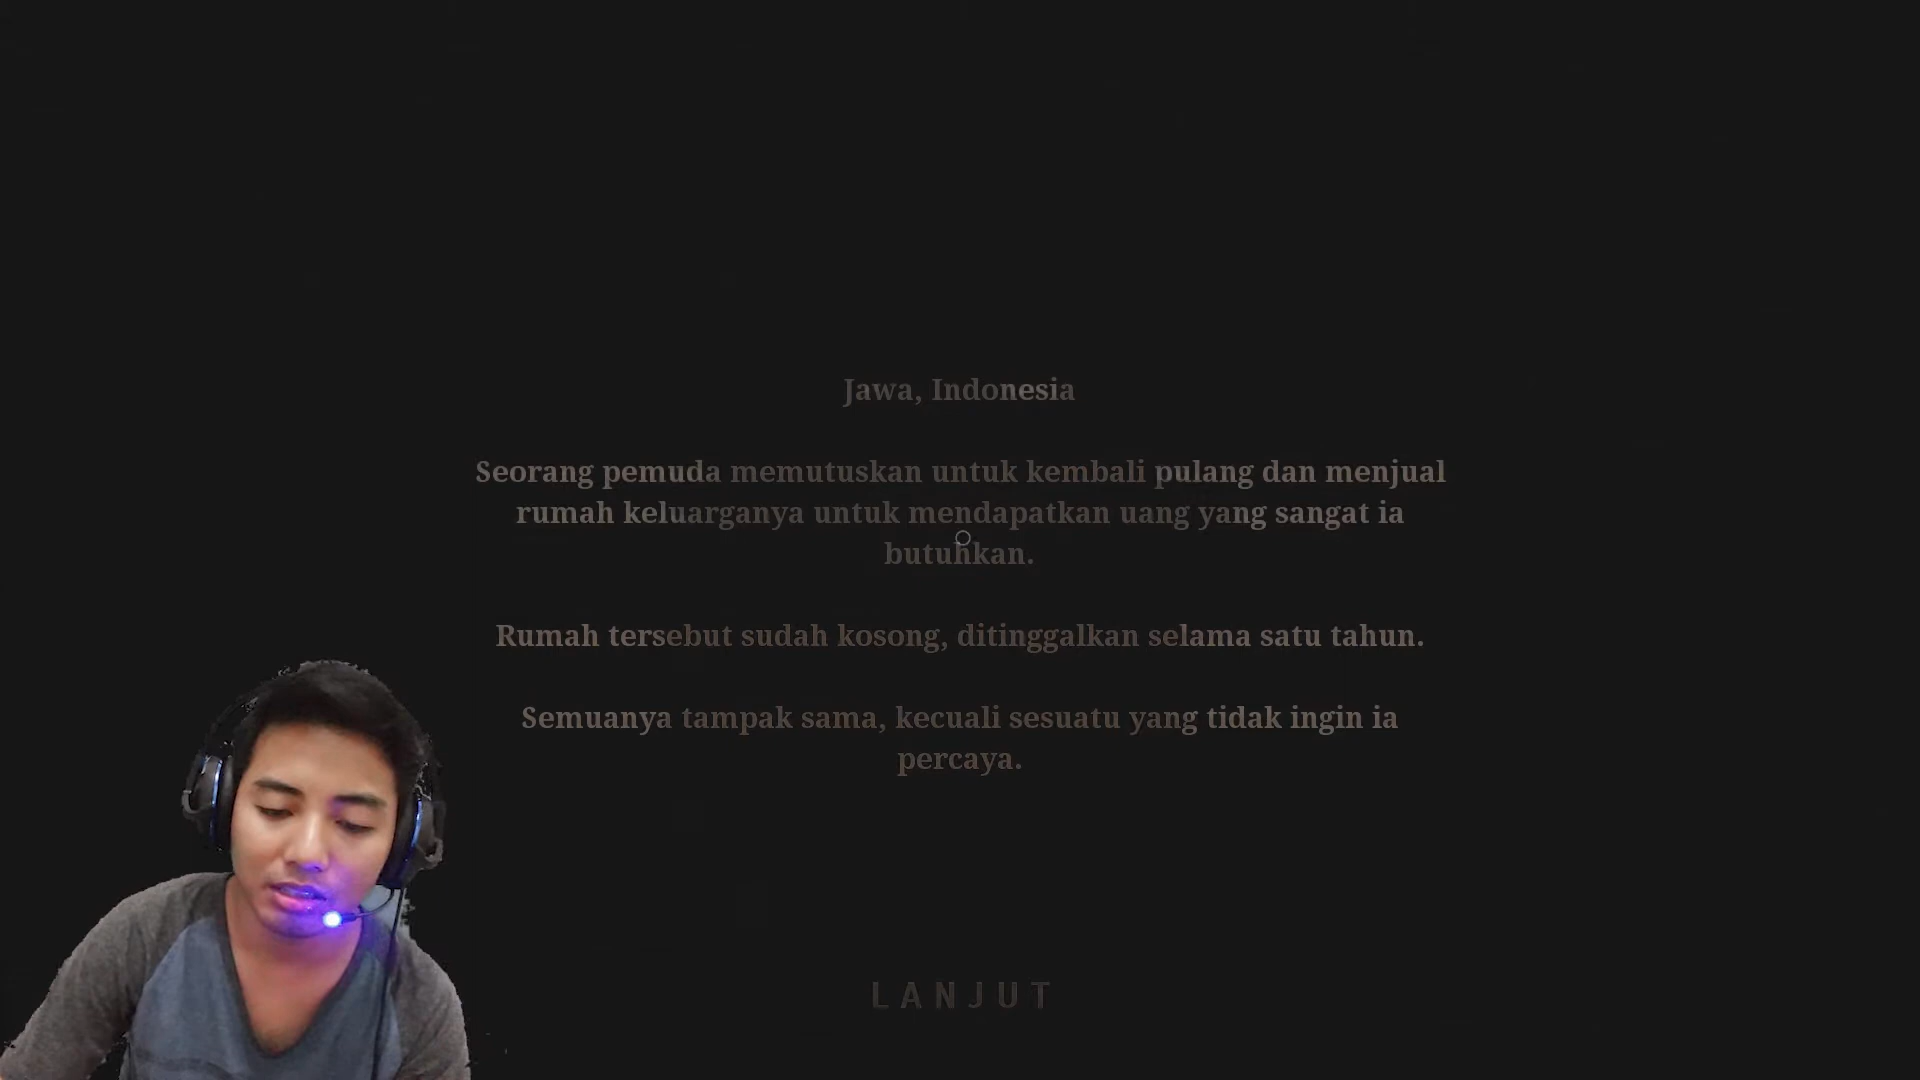 Jawa, Indonesia
Seorang pemuda memutuskan untuk kembali pulang dan menjual
rumah keluarganya untuk mendapatkan uang yang sangat ia
butuhkan.
Rumah tersebut sudah kosong, ditinggalkan selama satu tahun.
Semuanya tampak sama, kecuali sesuatu yang tidak ingin ia
percaya.
LANJUT